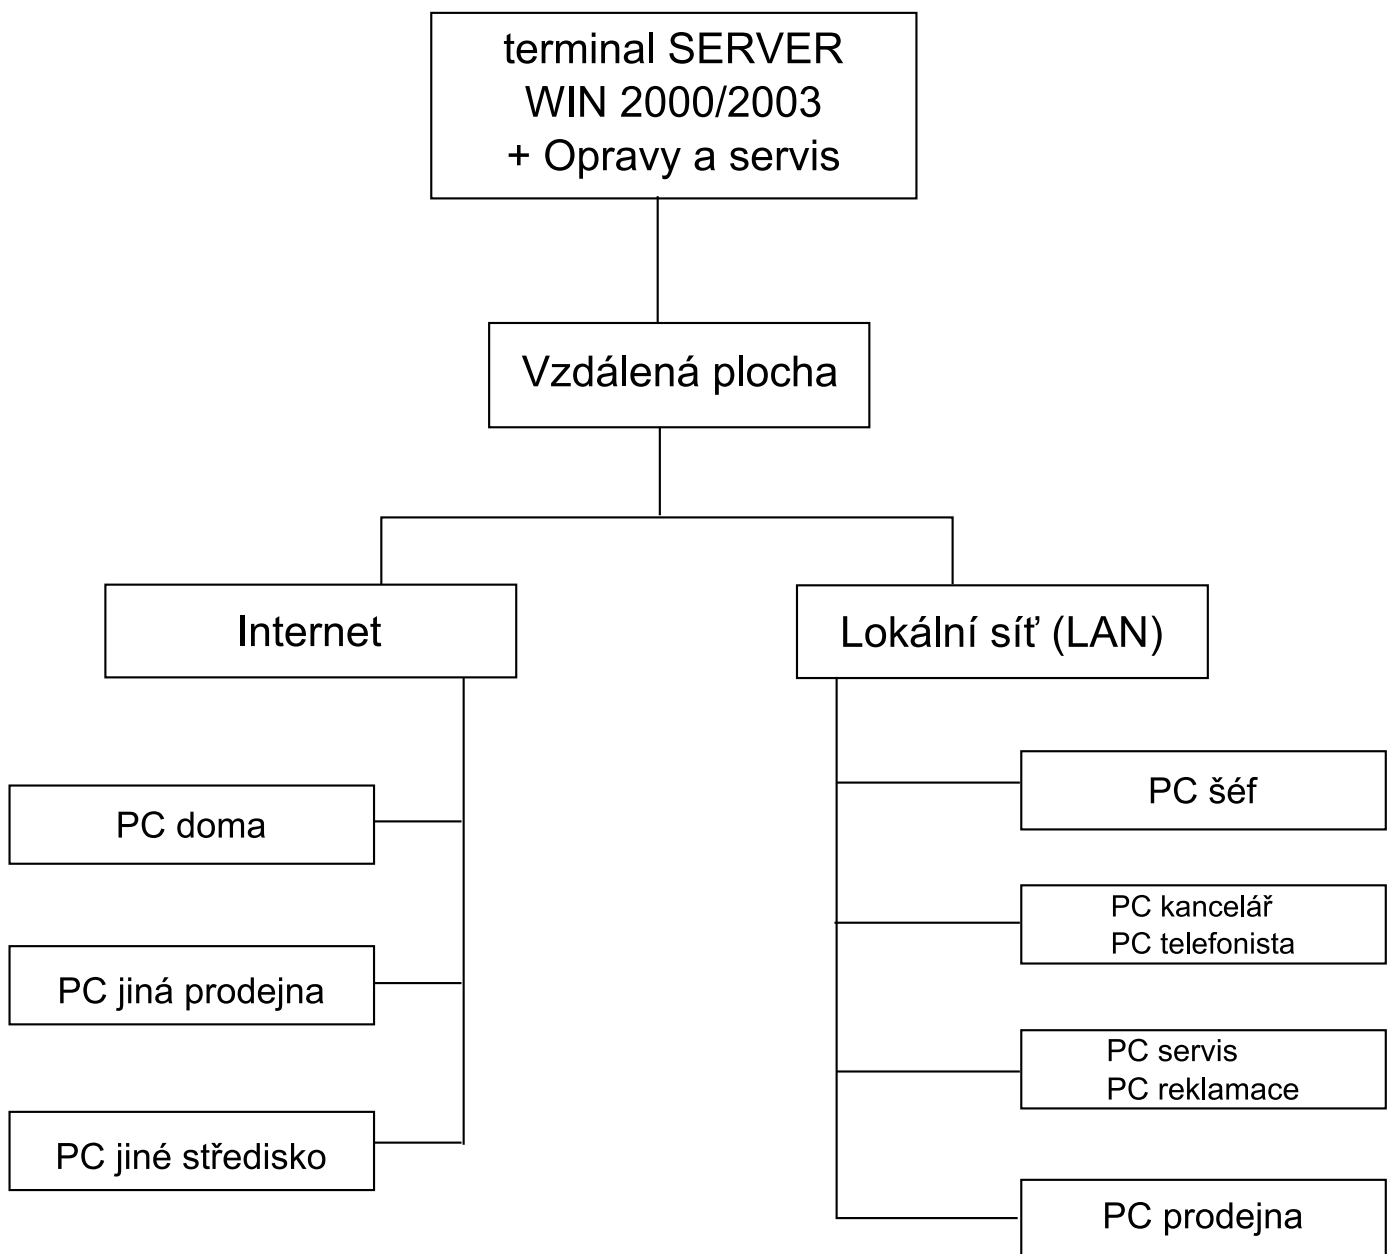 terminal SERVER
WIN 2000/2003
+ Opravy a servis
Vzdálená plocha
Internet
Lokální síť (LAN)
PC doma
PC jiná prodejna
PC jiné středisko
PC šéf
PC kancelář
PC telefonista
PC servis
PC reklamace
PC prodejna